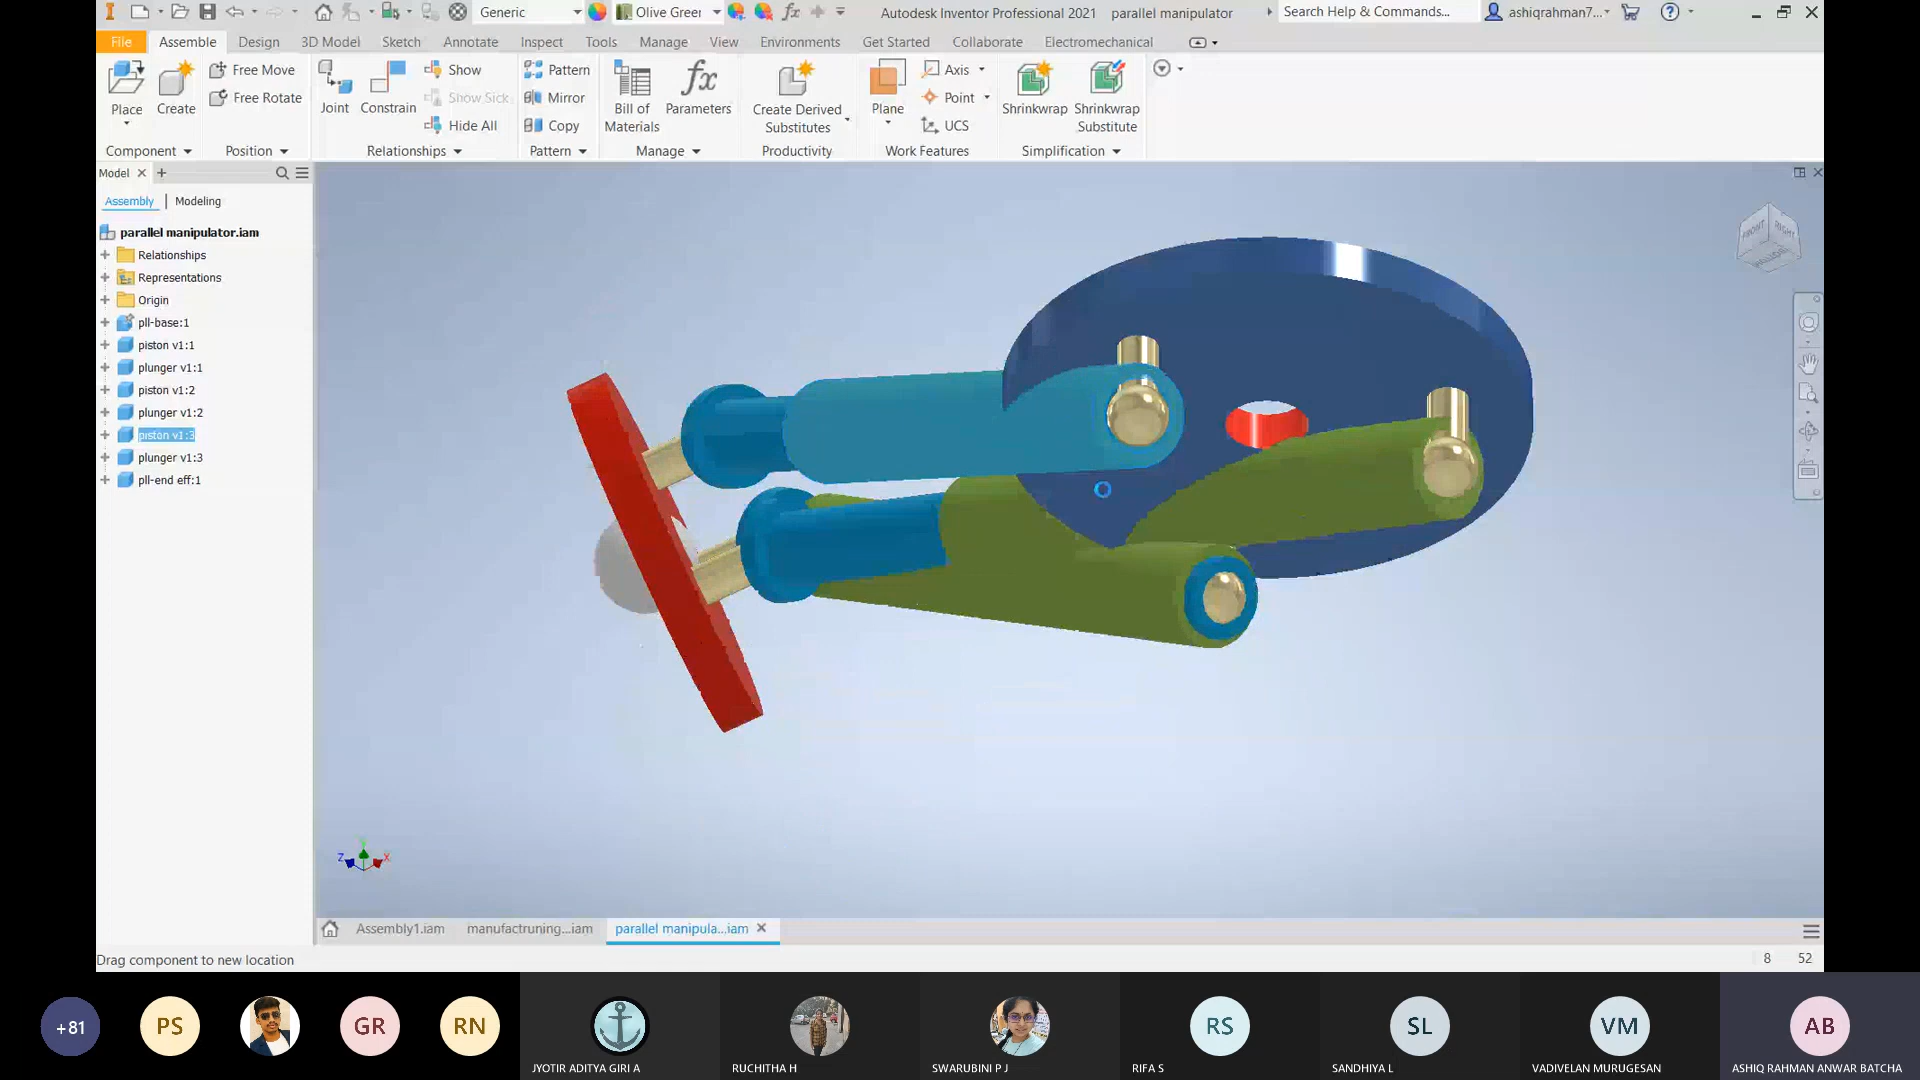 Generic
Olive Greer
fx
Autodesk Inventor Professional 2021 parallel manipulator
Search Help & Commands...
ashiqrahman7...
File Assemble Design 3D Model Sketch Annotate Inspect Tools Manage View Environments Get Started Collaborate Electromechanical
Place
Create
Free Move
Free Rotate
Joint
Constrain
Show
Show Sick
Hide All
Pattern
Mirror
Copy
Bill of
Materials
fx
Parameters
Create Derived
Substitutes
Plane
Axis
Point
UCS
Shrinkwrap
Shrinkwrap
Substitute
Component Position Relationships Pattern Manage Productivity Work Features Simplification
Model
Assembly | Modeling
parallel manipulator.iam
Relationships
Representations
Origin
pll-base:1
piston v1:1
plunger v1:1
piston v1:2
plunger v1:2
piston v1:3
plunger v1:3
pll-end eff:1
FRONT RIGHT
Z Y X
Assembly1.iam manufactruning...iam parallel manipula...iam
Drag component to new location
8 52
+81
PS
GR
RN
RS
SL
VM
AB
JYOTIR ADITYA GIRI A
RUCHITHA H
SWARUBINI P J
RIFA S
SANDHIYA L
VADIVELAN MURUGESAN
ASHIQ RAHMAN ANWAR BATCHA